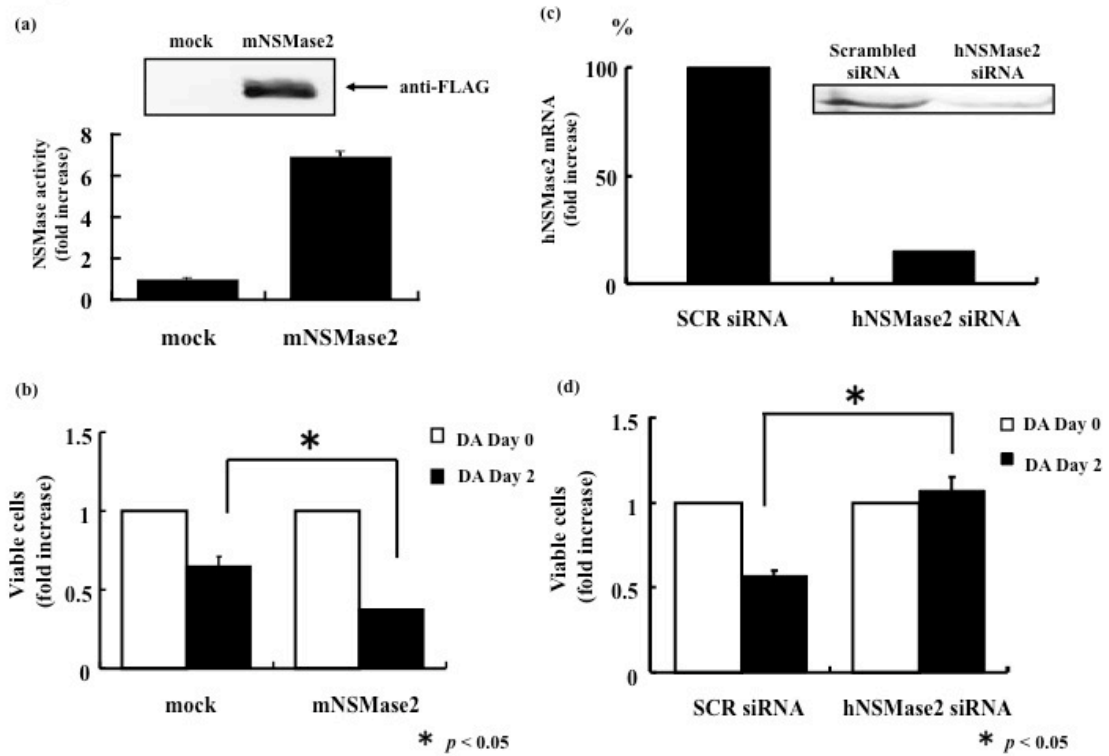 (a)
mock mNSMase2
anti-FLAG
NSMase activity
(fold increase)
8
6
4
2
0
mock mNSMase2
(b)
Viable cells
(fold increase)
1.5
1
0.5
0
*
DA Day 0
DA Day 2
mock mNSMase2
* p < 0.05
(c)
%
hNSMase2 mRNA
(fold increase)
100
50
0
Scrambled hNSMase2
siRNA siRNA
SCR siRNA hNSMase2 siRNA
(d)
Viable cells
(fold increase)
1.5
1
0.5
0
*
DA Day 0
DA Day 2
SCR siRNA hNSMase2 siRNA
* p < 0.05